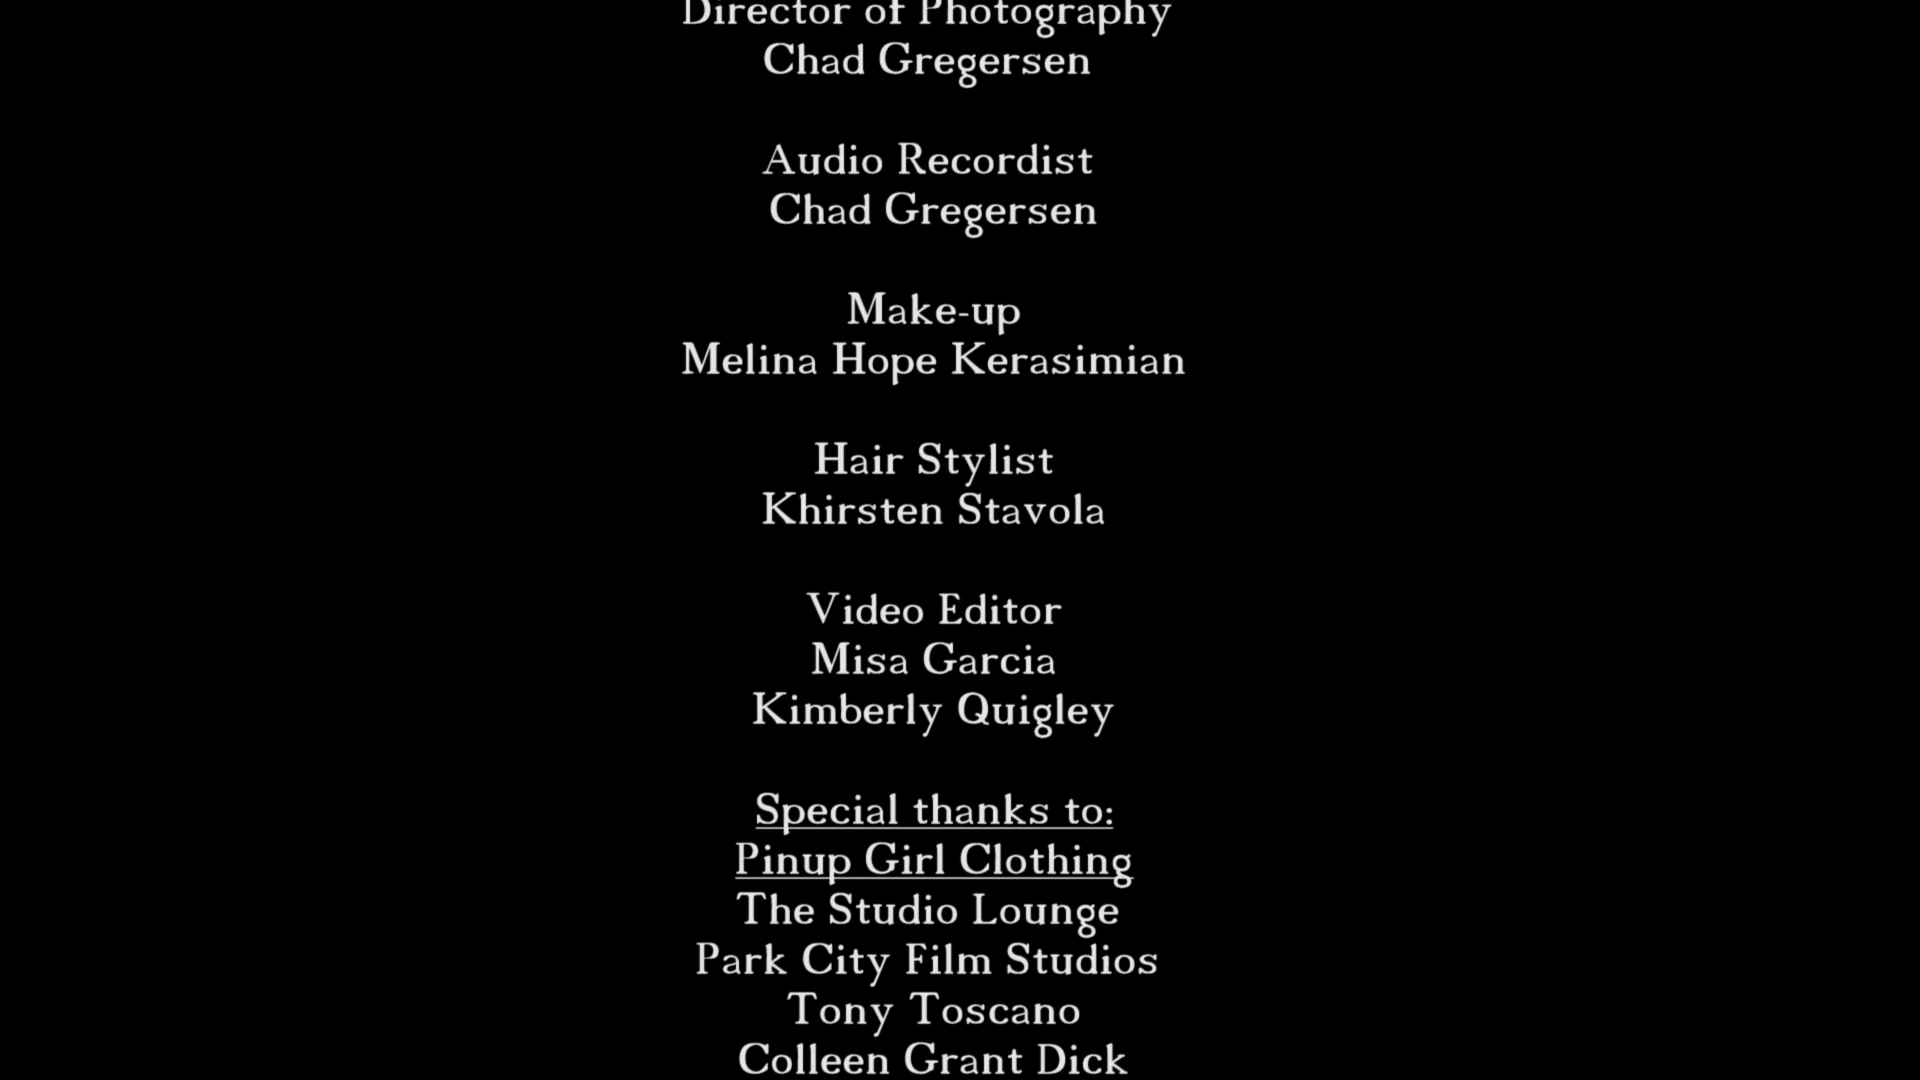 Director of Photography
Chad Gregersen
Audio Recordist
Chad Gregersen
Make-up
Melina Hope Kerasimian
Hair Stylist
Khirsten Stavola
Video Editor
Misa Garcia
Kimberly Quigley
Special thanks to:
Pinup Girl Clothing
The Studio Lounge
Park City Film Studios
Tony Toscano
Colleen Grant Dick